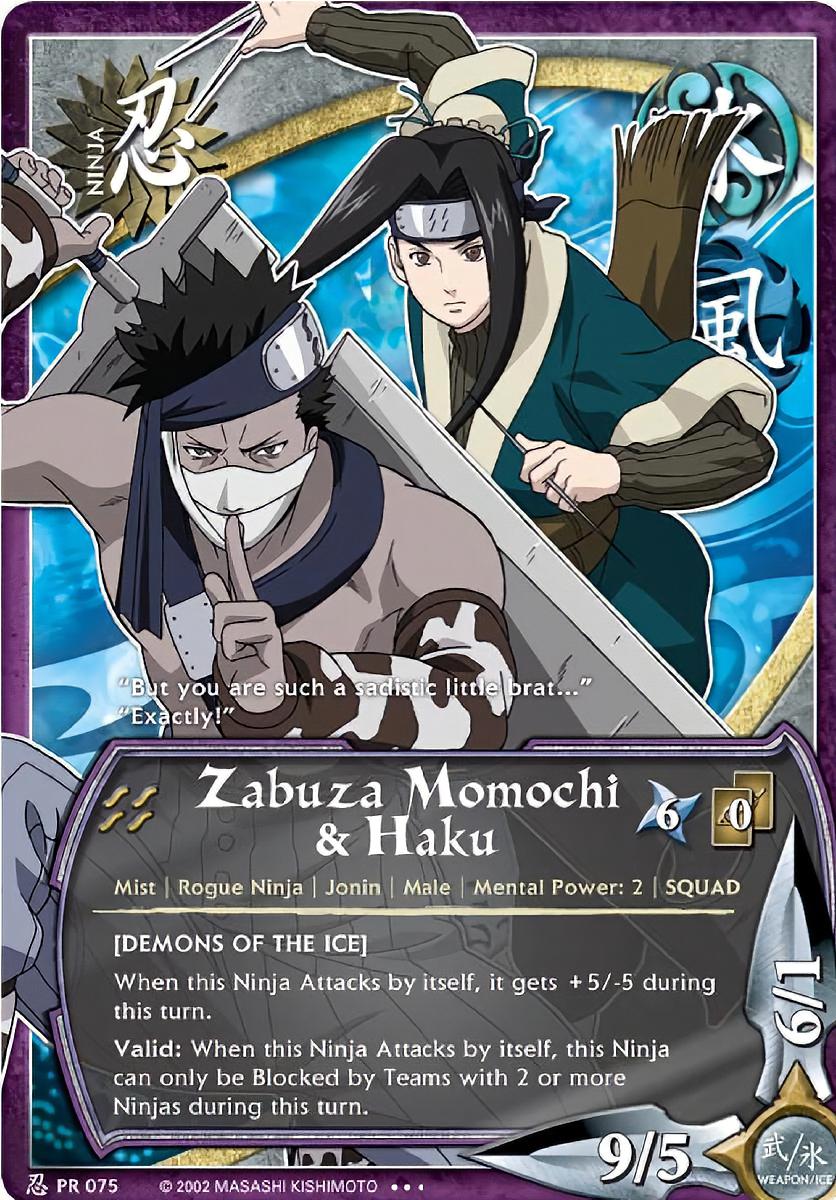 NINJA
忍
氷
風
“But you are such a sadistic little brat...”
“Exactly!”
Zabuza Momochi
& Haku
6
0
Mist | Rogue Ninja | Jonin | Male | Mental Power: 2 | SQUAD
[DEMONS OF THE ICE]
When this Ninja Attacks by itself, it gets +5/-5 during
this turn.
Valid: When this Ninja Attacks by itself, this Ninja
can only be Blocked by Teams with 2 or more
Ninjas during this turn.
6/1
9/5
武/氷
WEAPON/ICE
忍 PR 075
© 2002 MASASHI KISHIMOTO